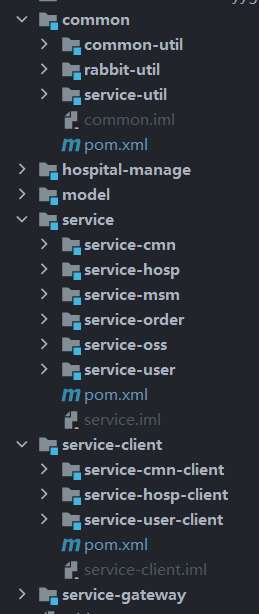 common
common-util
rabbit-util
service-util
common.iml
pom.xml
hospital-manage
model
service
service-cmn
service-hosp
service-msm
service-order
service-oss
service-user
pom.xml
service.iml
service-client
service-cmn-client
service-hosp-client
service-user-client
pom.xml
service-client.iml
service-gateway